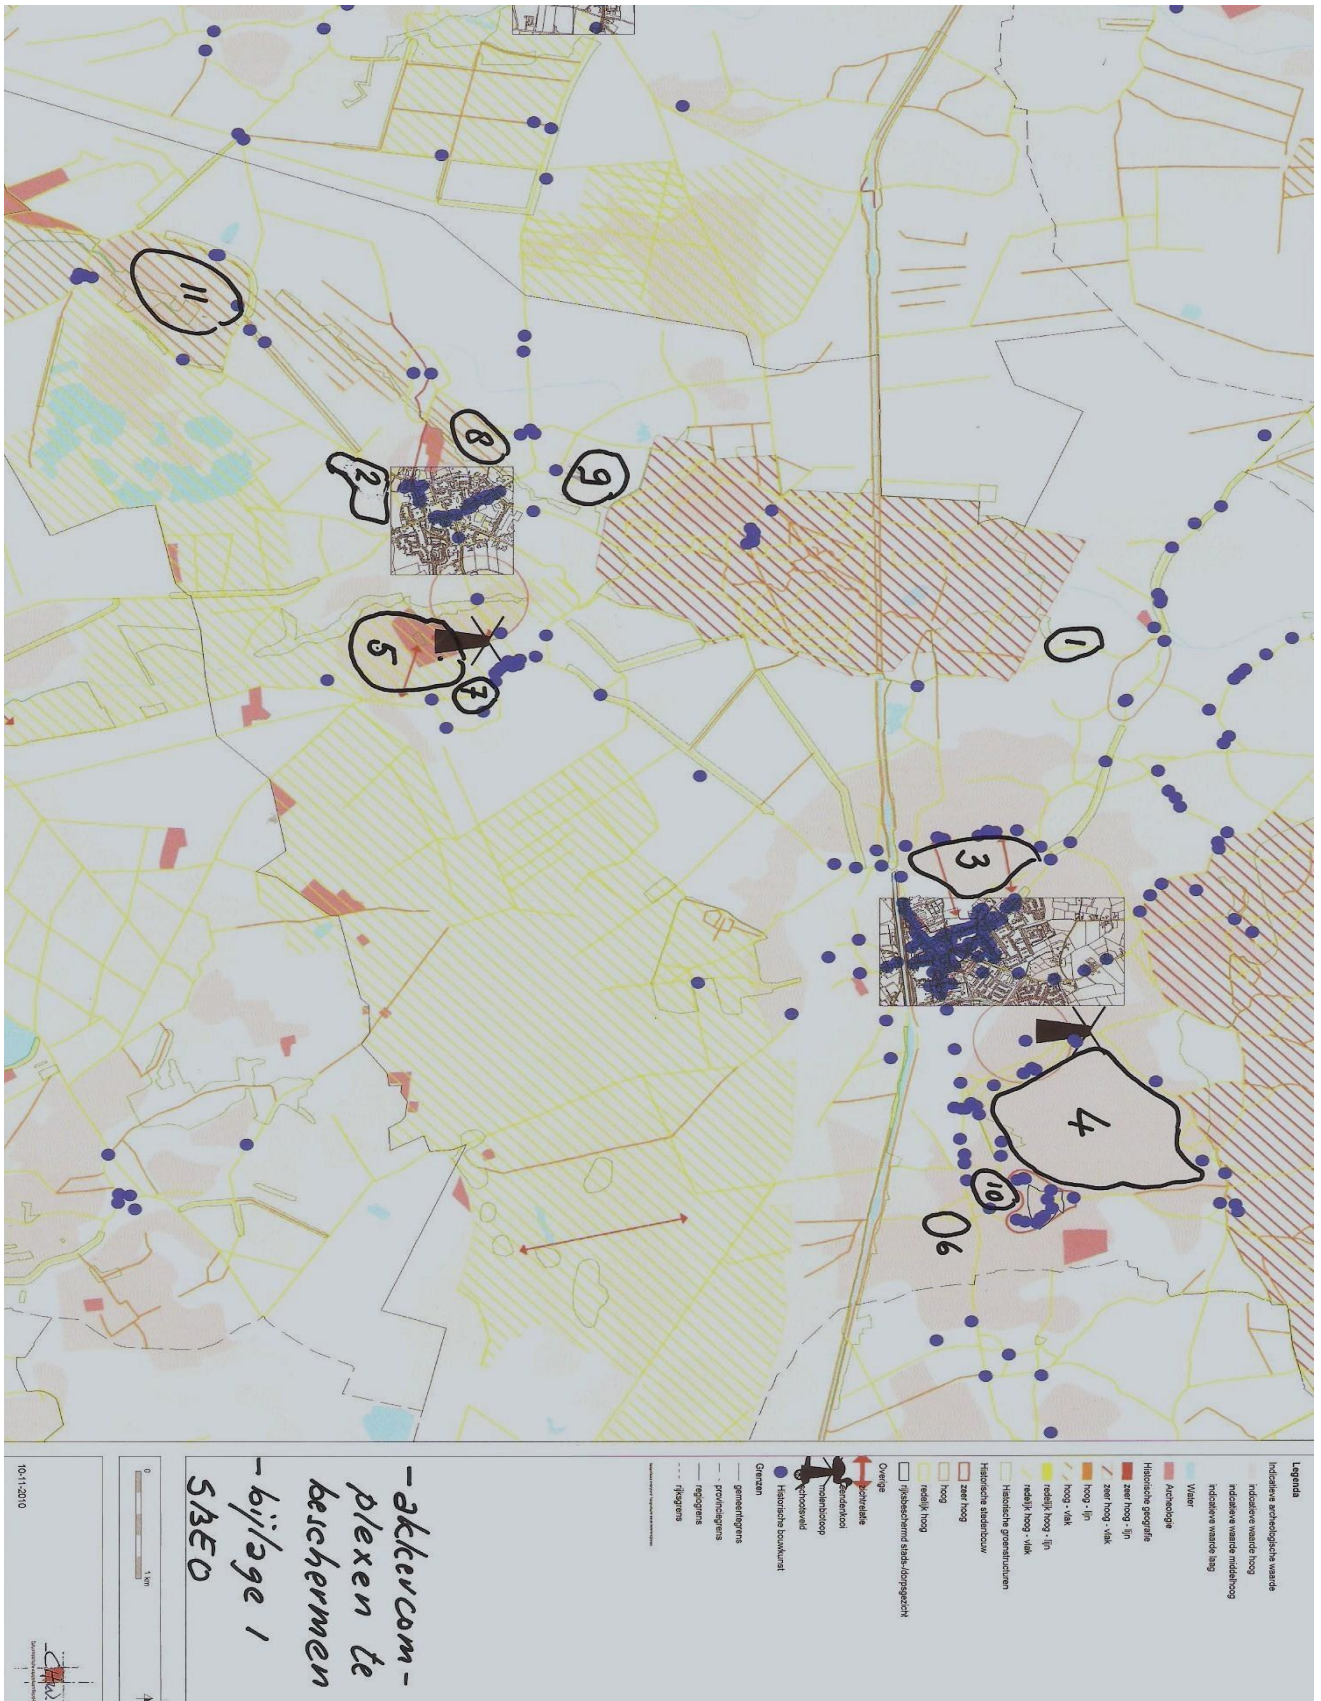 11
8
2
9
5
7
1
3
4
10
6
Legenda
Indicatieve archeologische waarde
indicatieve waarde hoog
indicatieve waarde middelhoog
indicatieve waarde laag
Water
Archeologie
Historische geografie
zeer hoog - lijn
zeer hoog - vlak
hoog - lijn
hoog - vlak
redelijk hoog - lijn
redelijk hoog - vlak
Historische groenstructuren
Historische stedenbouw
zeer hoog
hoog
redelijk hoog
rijksbeschermd stads-/dorpsgezicht
Overige
zichtrelatie
eendenkooi
molenbiotoop
schootsveld
Historische bouwkunst
Grenzen
gemeentegrens
provinciegrens
regiogrens
rijksgrens
- akkercom-
plexen te
beschermen
- bijlage 1
SBEO
0 1 km
10-11-2010
CHW